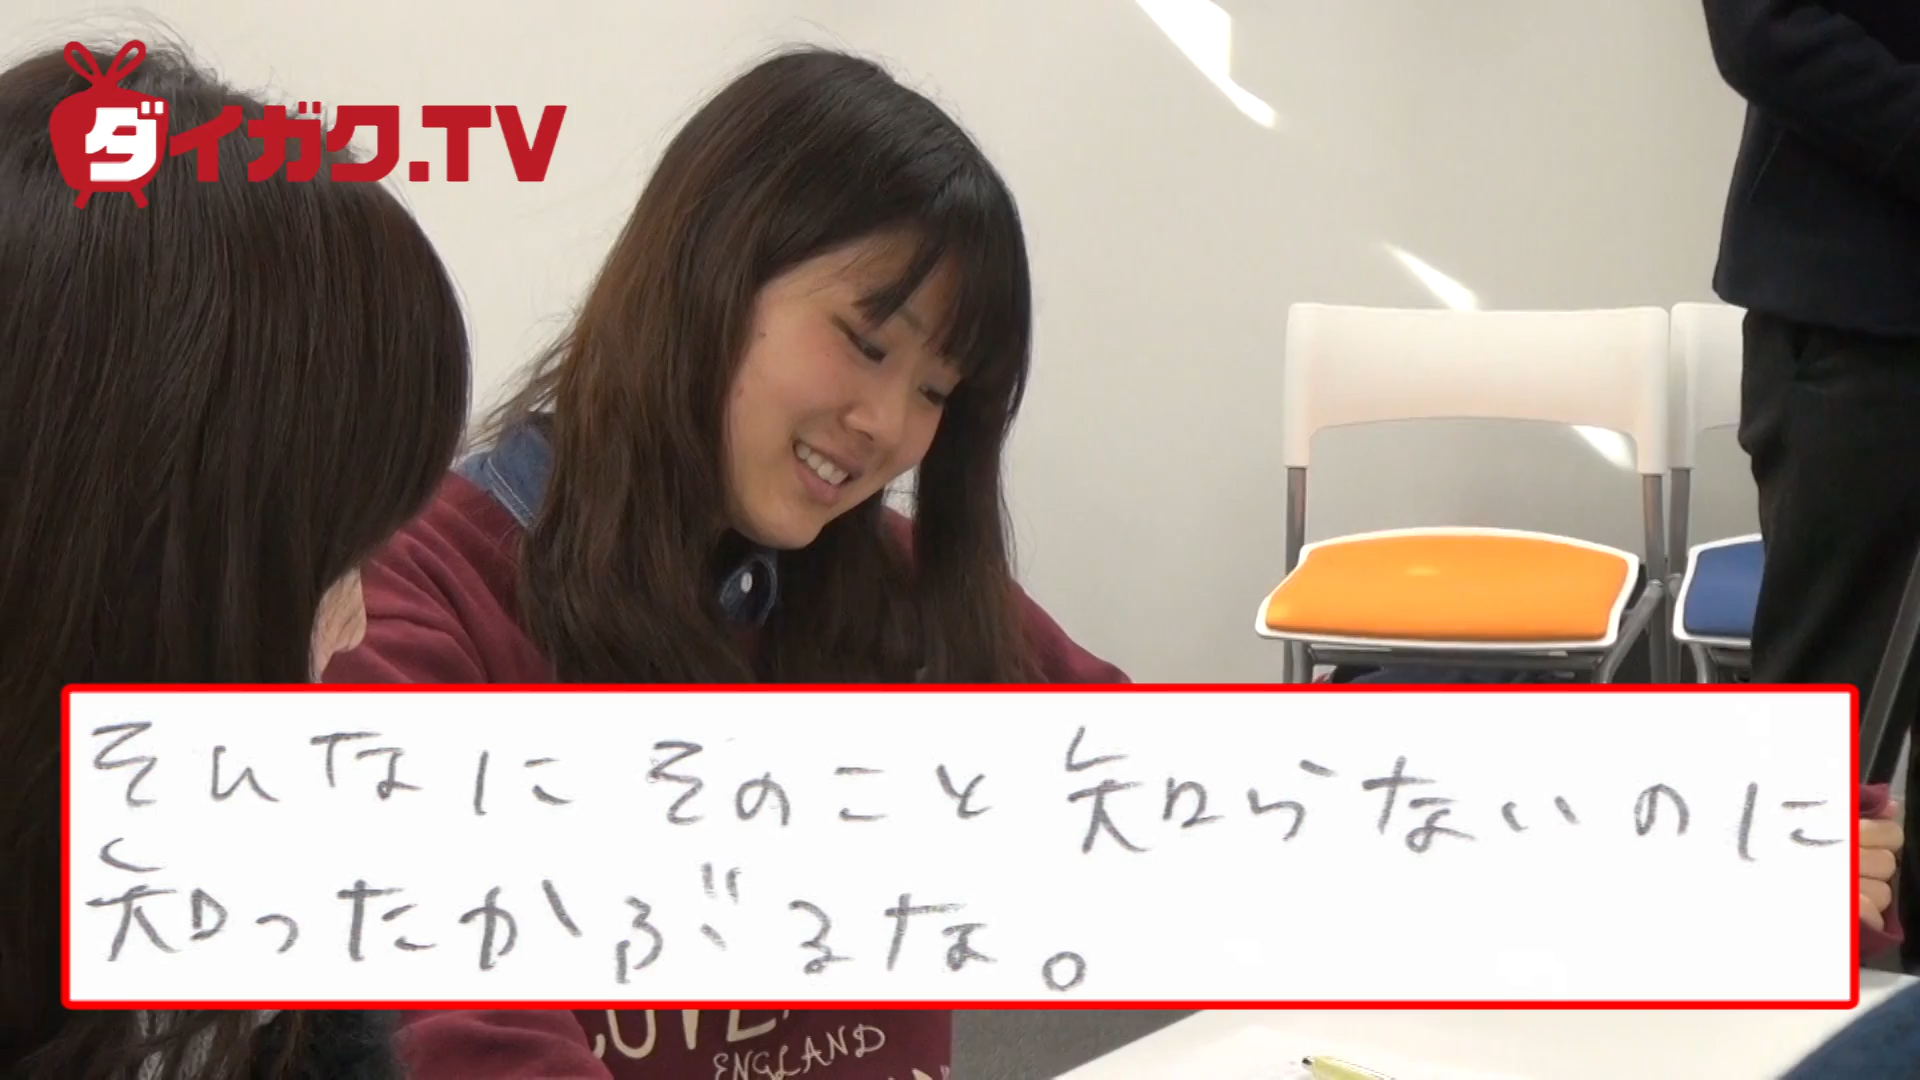 ダイガク.TV
そんなに そのこと 知らないのに
知ったかぶるな。
ENGLAND